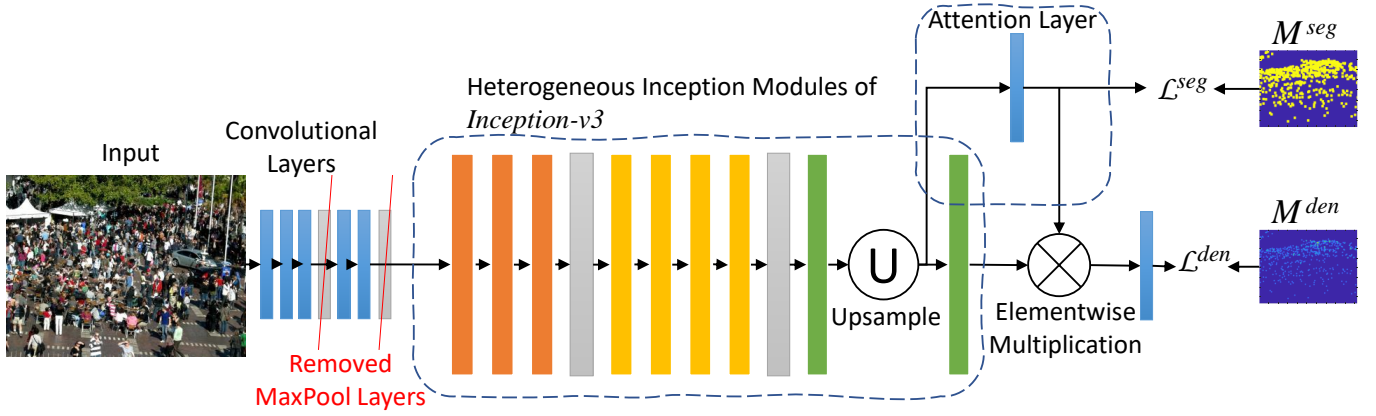 Attention Layer
M^seg
Heterogeneous Inception Modules of
Inception-v3
ℒ^seg
Convolutional
Layers
Input
M^den
U
ℒ^den
Upsample
Elementwise
Multiplication
Removed
MaxPool Layers